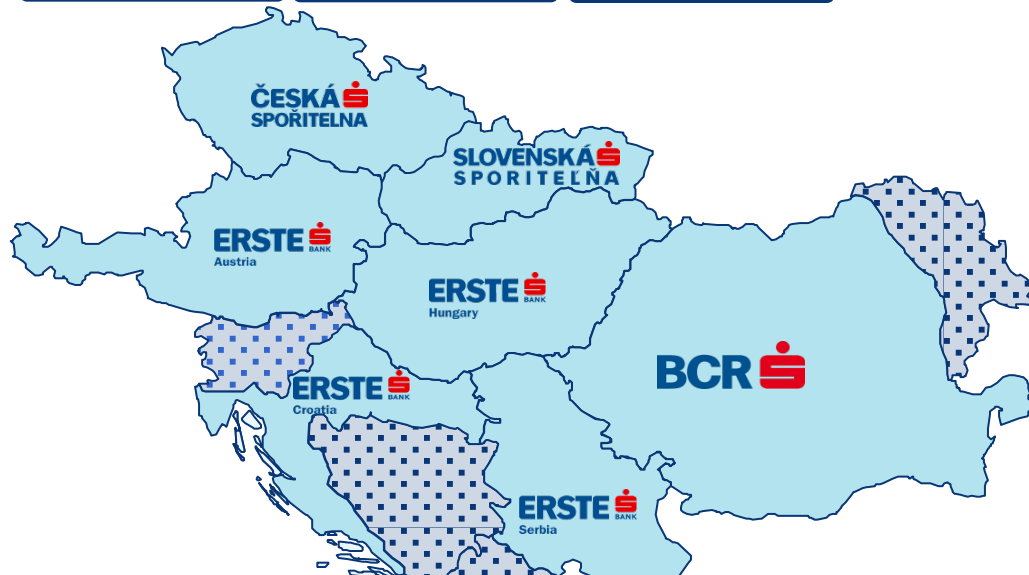 ČESKÁ
SPOŘITELNA
SLOVENSKÁ
SPORITEĽŇA
ERSTE
BANK
Austria
ERSTE
BANK
Hungary
BCR
ERSTE
BANK
Croatia
ERSTE
BANK
Serbia